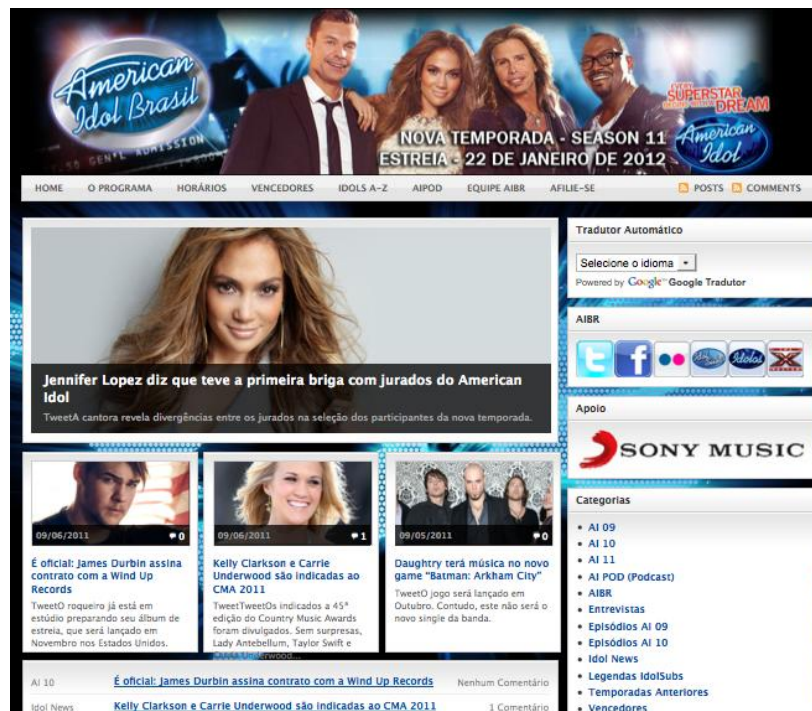 American
Idol Brasil
EVERY
SUPERSTAR
DREAM
NOVA TEMPORADA - SEASON 11
ESTREIA - 22 DE JANEIRO DE 2012
American
Idol
HOME O PROGRAMA HORÁRIOS VENCEDORES IDOLS A-Z AIPOD EQUIPE AIBR AFILIE-SE POSTS COMMENTS
Jennifer Lopez diz que teve a primeira briga com jurados do American
Idol
TweetA cantora revela divergências entre os jurados na seleção dos participantes da nova temporada.
09/06/2011 0
É oficial: James Durbin assina
contrato com a Wind Up
Records
TweetO roqueiro já está em
estúdio preparando seu álbum de
estreia, que será lançado em
Novembro nos Estados Unidos.
09/06/2011 1
Kelly Clarkson e Carrie
Underwood são indicadas ao
CMA 2011
TweetTweetOs indicados a 45ª
edição do Country Music Awards
foram divulgados. Sem surpresas,
Lady Antebellum, Taylor Swift e
09/05/2011 0
Daughtry terá música no novo
game "Batman: Arkham City"
TweetO jogo será lançado em
Outubro. Contudo, este não será o
novo single da banda.
AI 10 É oficial: James Durbin assina contrato com a Wind Up Records Nenhum Comentário
Idol News Kelly Clarkson e Carrie Underwood são indicadas ao CMA 2011 1 Comentário
Tradutor Automático
Selecione o idioma
Powered by Google™ Google Tradutor
AIBR
Apoio
SONY MUSIC
Categorias
AI 09
AI 10
AI 11
AI POD (Podcast)
AIBR
Entrevistas
Episódios AI 09
Episódios AI 10
Idol News
Legendas IdolSubs
Temporadas Anteriores
Vencedores